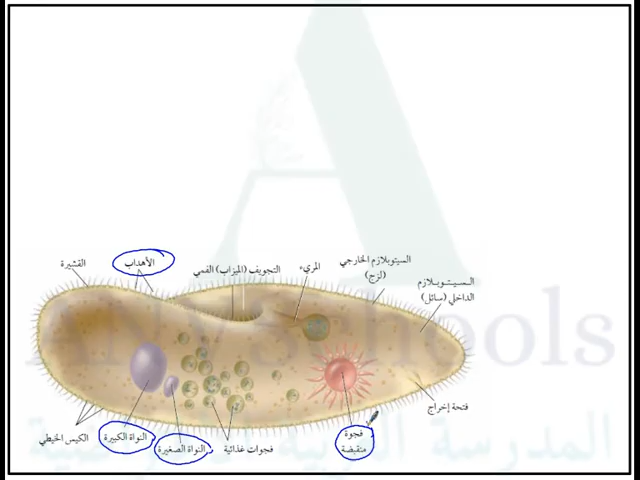 السيتوبلازم الخارجي
(لزج)
المريء
التجويف (الميزاب) الفمي
الأهداب
القشيرة
السيتوبلازم
الداخلي (سائل)
فتحة إخراج
فجوة
منقبضة
فجوات غذائية
النواة الصغيرة
النواة الكبيرة
الكيس الخيطي
Schools